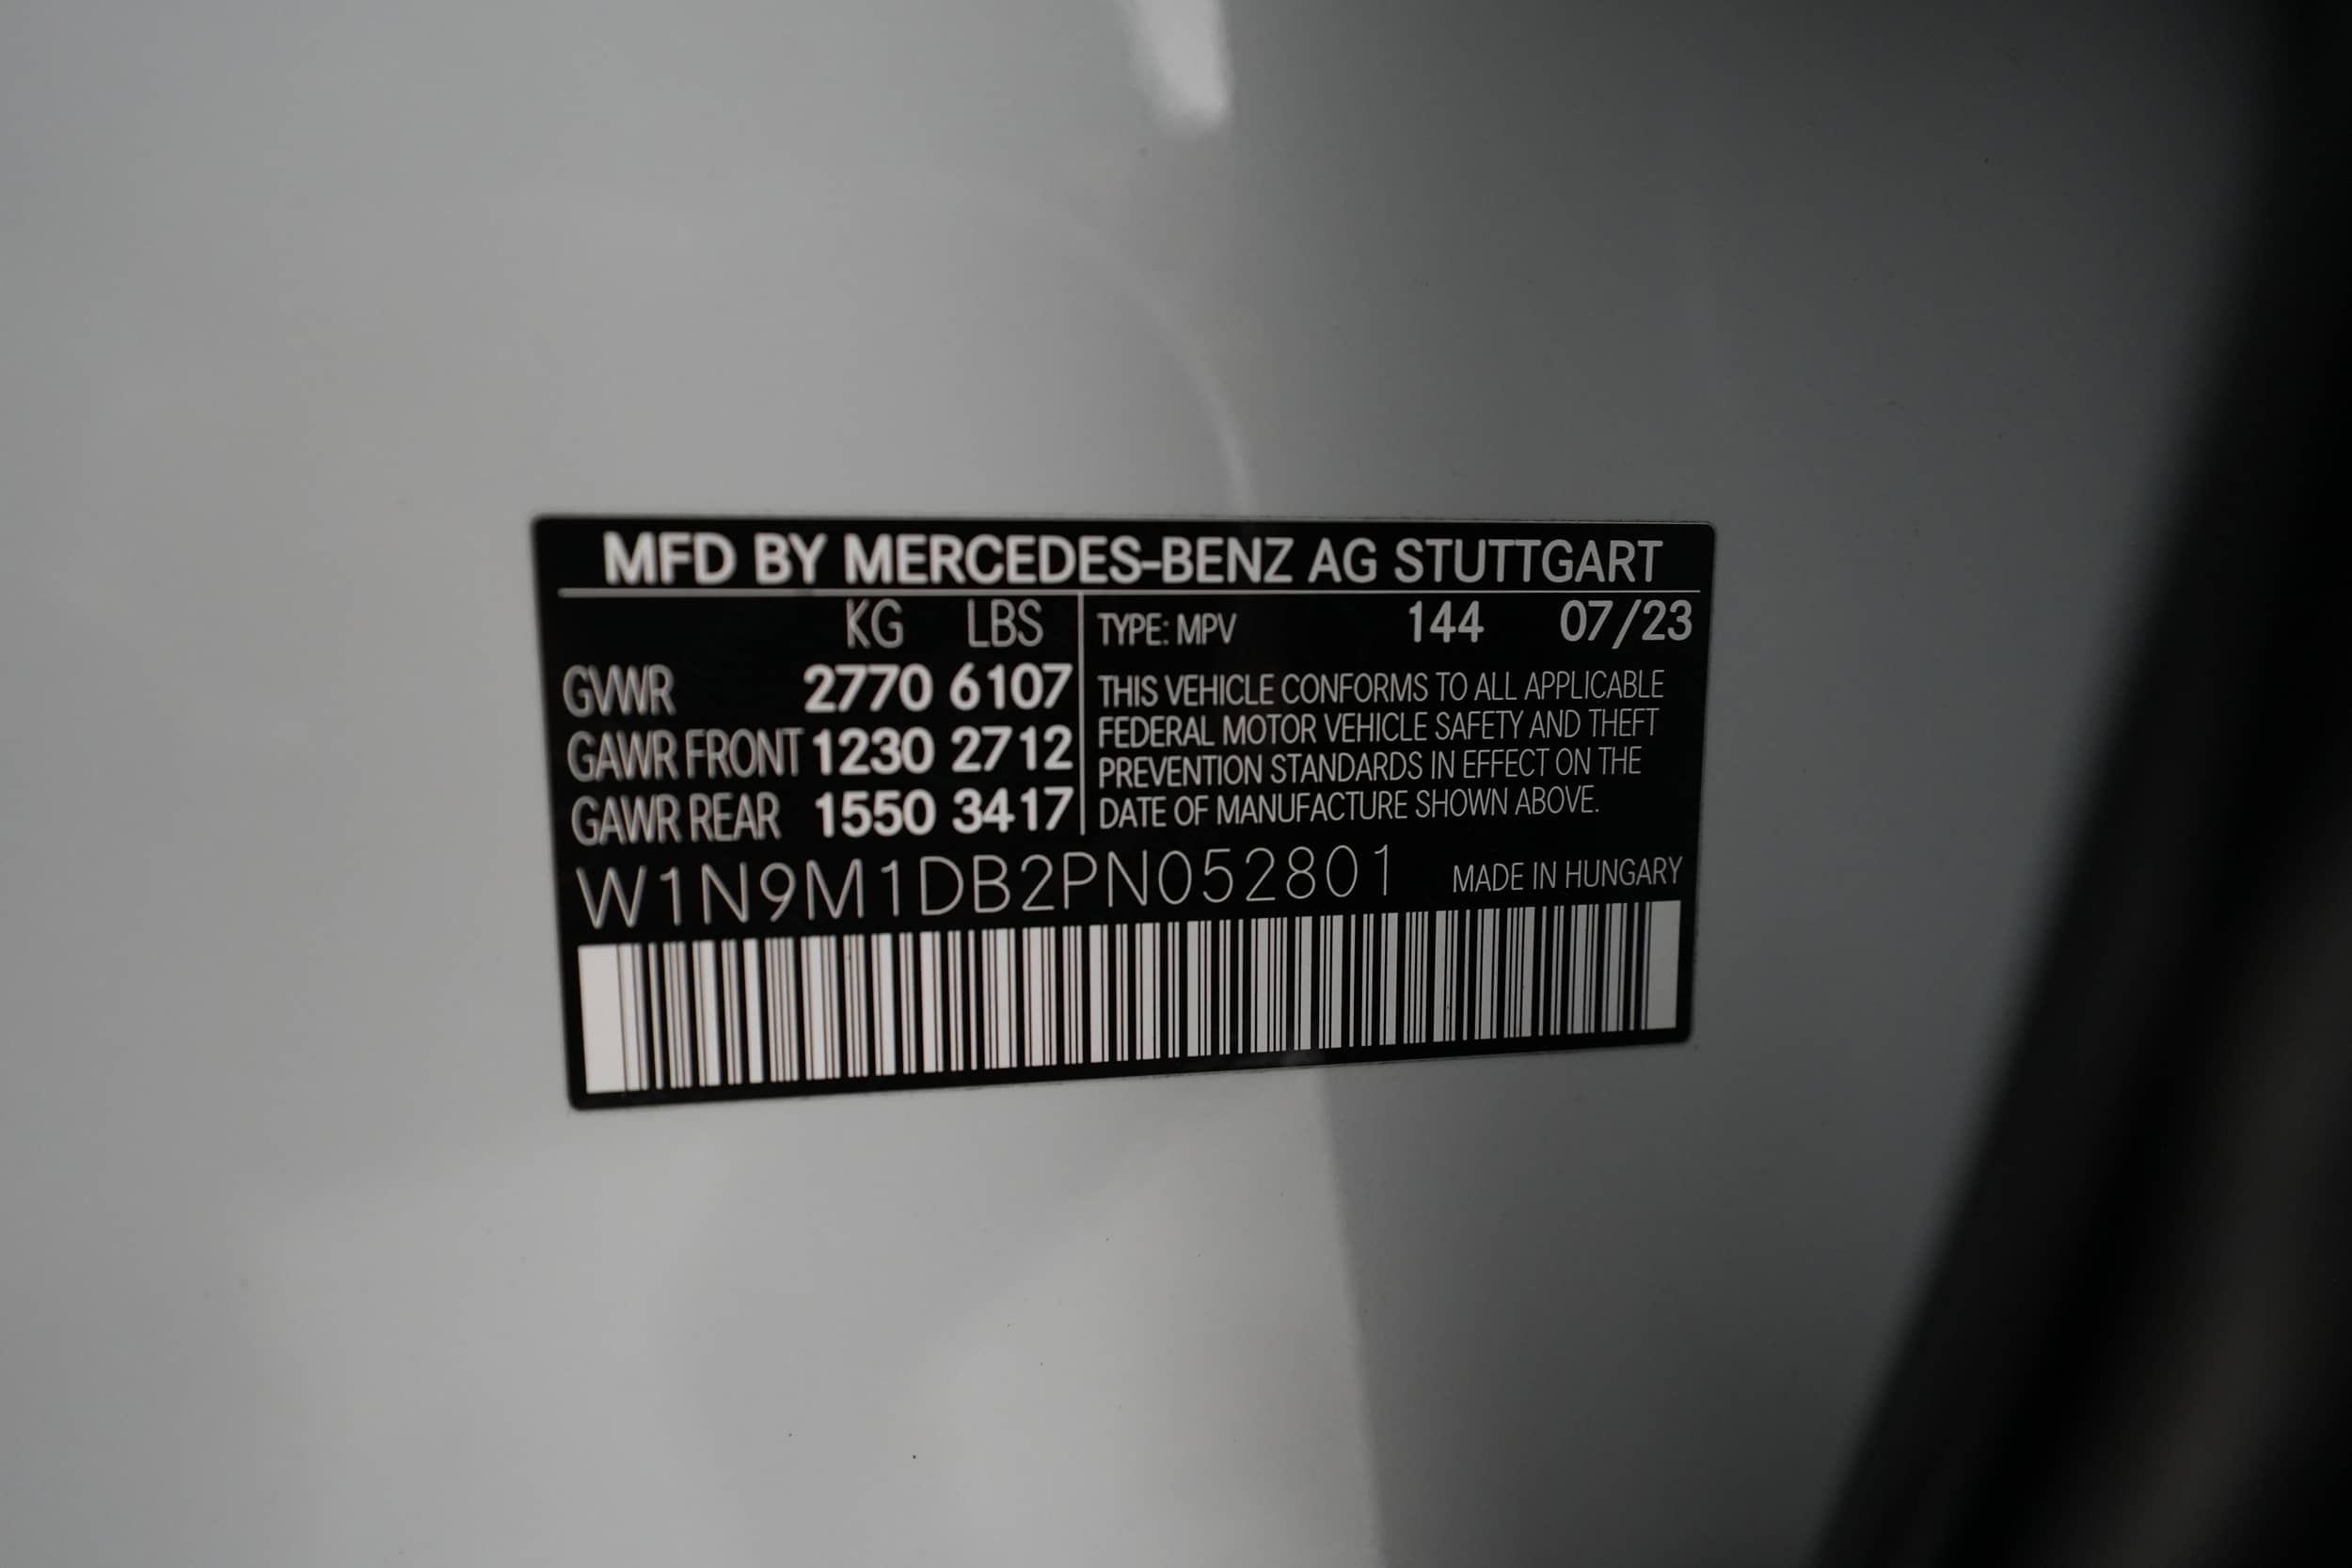 MFD BY MERCEDES-BENZ AG STUTTGART
KG LBS
GVWR 2770 6107
GAWR FRONT 1230 2712
GAWR REAR 1550 3417
TYPE: MPV 144 07/23
THIS VEHICLE CONFORMS TO ALL APPLICABLE
FEDERAL MOTOR VEHICLE SAFETY AND THEFT
PREVENTION STANDARDS IN EFFECT ON THE
DATE OF MANUFACTURE SHOWN ABOVE.
W1N9M1DB2PN052801 MADE IN HUNGARY